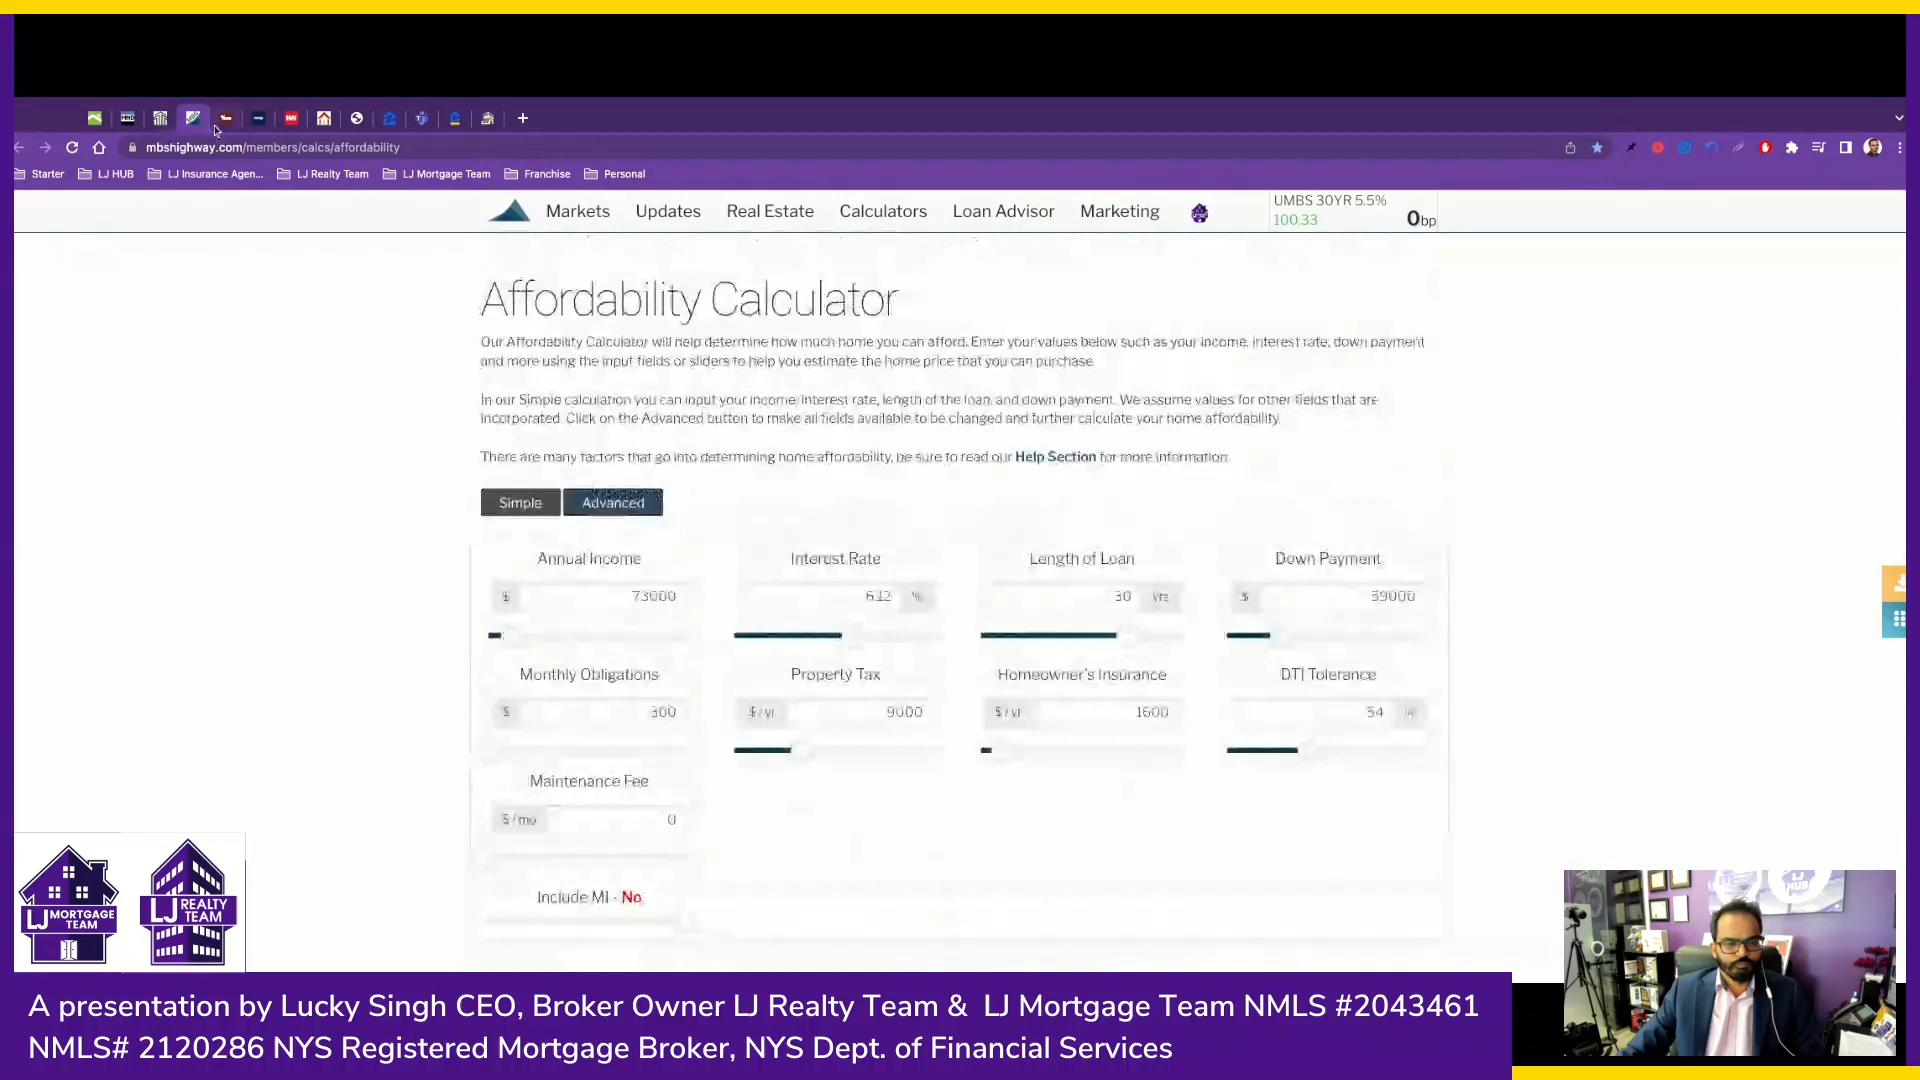 mbshighway.com/members/calcs/affordability
Starter LJ HUB LJ Insurance Agen... LJ Realty Team LJ Mortgage Team Franchise Personal
Markets Updates Real Estate Calculators Loan Advisor Marketing
UMBS 30YR 5.5%
100.33 0bp
Affordability Calculator
Our Affordability Calculator will help determine how much home you can afford. Enter your values below such as your income, interest rate, down payment
and more using the input fields or sliders to help you estimate the home price that you can purchase.
In our Simple calculation you can input your income, interest rate, length of the loan, and down payment. We assume values for other fields that are
incorporated. Click on the Advanced button to make all fields available to be changed and further calculate your home affordability.
There are many factors that go into determining home affordability, be sure to read our Help Section for more information.
Simple Advanced
Annual Income Interest Rate Length of Loan Down Payment
$ 73000 6.12 % 30 Yrs $ 39000
Monthly Obligations Property Tax Homeowner's Insurance DTI Tolerance
$ 300 $/yr 9000 $/yr 1600 54 %
Maintenance Fee
$/mo 0
Include MI - No
LJ MORTGAGE TEAM
LJ REALTY TEAM
A presentation by Lucky Singh CEO, Broker Owner LJ Realty Team & LJ Mortgage Team NMLS #2043461
NMLS# 2120286 NYS Registered Mortgage Broker, NYS Dept. of Financial Services